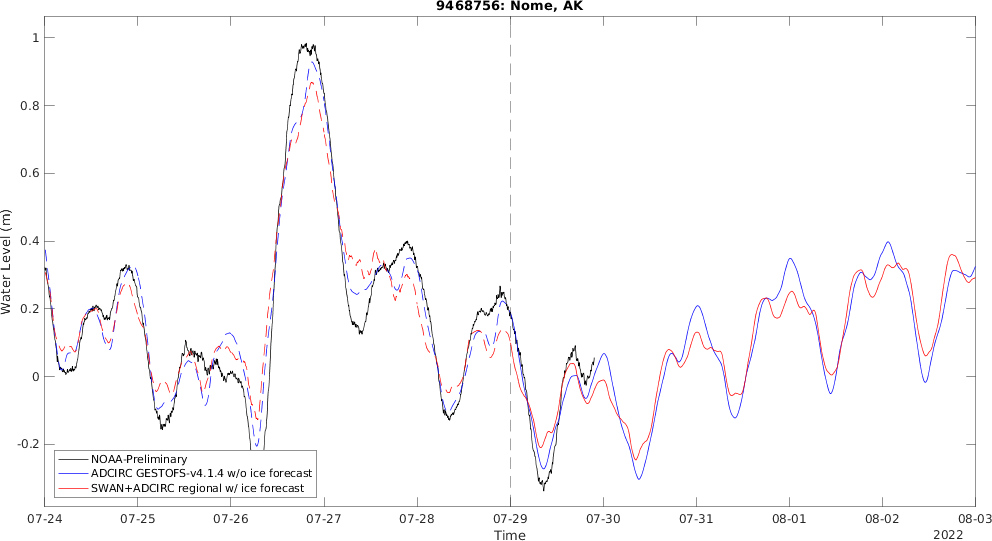 9468756: Nome, AK
Water Level (m)
1
0.8
0.6
0.4
0.2
0
-0.2
NOAA-Preliminary
ADCIRC GESTOFS-v4.1.4 w/o ice forecast
SWAN+ADCIRC regional w/ ice forecast
07-24 07-25 07-26 07-27 07-28 07-29 07-30 07-31 08-01 08-02 08-03
Time
2022